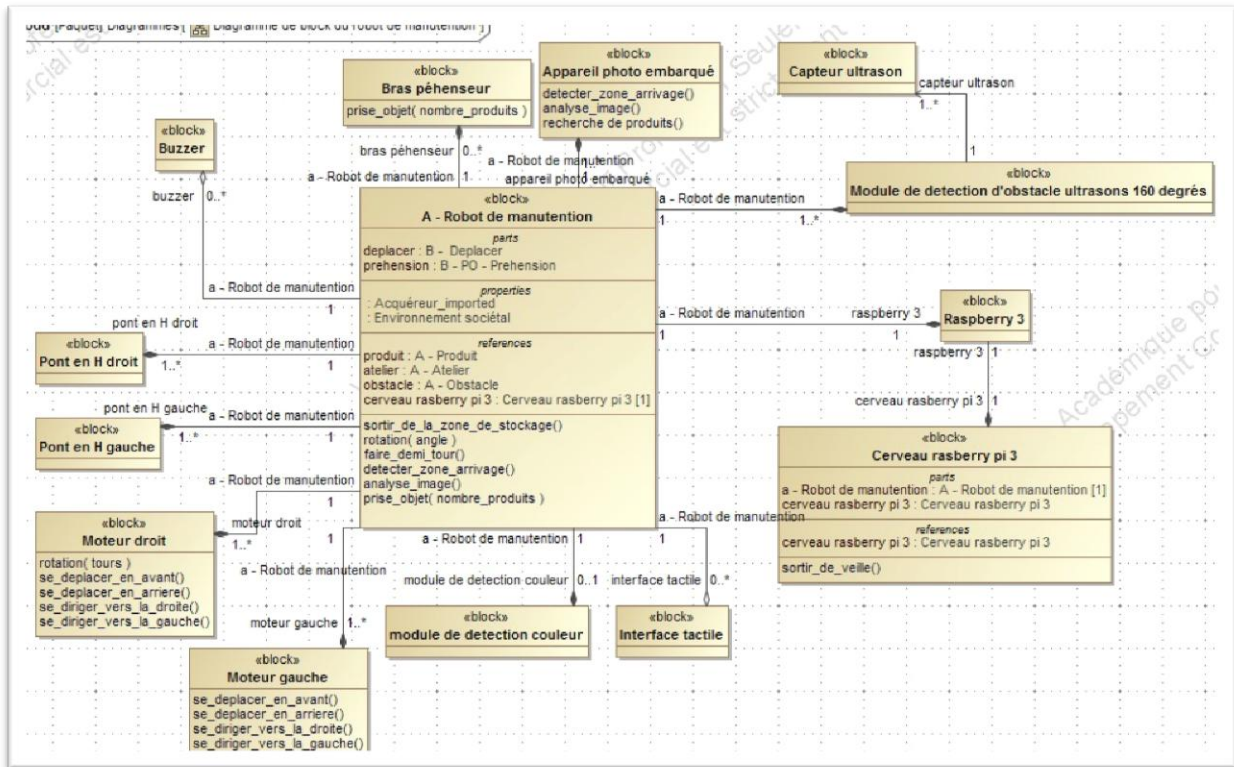 [Paquet] Diagrammes[ Diagramme de block du robot de manutention ]
«block»
Bras péhenseur
prise_objet( nombre_produits )
«block»
Appareil photo embarqué
detecter_zone_arrivage()
analyse_image()
recherche de produits()
«block»
Capteur ultrason
capteur ultrason
1..*
1
«block»
Buzzer
buzzer
0..*
bras péhenseur
0..*
a - Robot de manutention
1
a - Robot de manutention
1
appareil photo embarqué
«block»
Module de detection d'obstacle ultrasons 160 degrés
a - Robot de manutention
1
1..*
«block»
A - Robot de manutention
parts
deplacer : B - Deplacer
prehension : B - PO - Prehension
properties
: Acquéreur_imported
: Environnement sociétal
references
produit : A - Produit
atelier : A - Atelier
obstacle : A - Obstacle
cerveau rasberry pi 3 : Cerveau rasberry pi 3 [1]
sortir_de_la_zone_de_stockage()
rotation( angle )
faire_demi_tour()
detecter_zone_arrivage()
analyse_image()
prise_objet( nombre_produits )
a - Robot de manutention
1
pont en H droit
«block»
Pont en H droit
1..*
a - Robot de manutention
1
pont en H gauche
«block»
Pont en H gauche
1..*
a - Robot de manutention
1
a - Robot de manutention
1
moteur droit
1..*
«block»
Moteur droit
rotation( tours )
se_deplacer_en_avant()
se_deplacer_en_arriere()
se_diriger_vers_la_droite()
se_diriger_vers_la_gauche()
1
a - Robot de manutention
moteur gauche
1..*
«block»
Moteur gauche
se_deplacer_en_avant()
se_deplacer_en_arriere()
se_diriger_vers_la_droite()
se_diriger_vers_la_gauche()
a - Robot de manutention
1
module de detection couleur
0..1
«block»
module de detection couleur
a - Robot de manutention
1
interface tactile
0..*
«block»
Interface tactile
a - Robot de manutention
1
raspberry 3
1
«block»
Raspberry 3
raspberry 3
1
cerveau rasberry pi 3
1
«block»
Cerveau rasberry pi 3
parts
a - Robot de manutention : A - Robot de manutention [1]
cerveau rasberry pi 3 : Cerveau rasberry pi 3
references
cerveau rasberry pi 3 : Cerveau rasberry pi 3
sortir_de_veille()